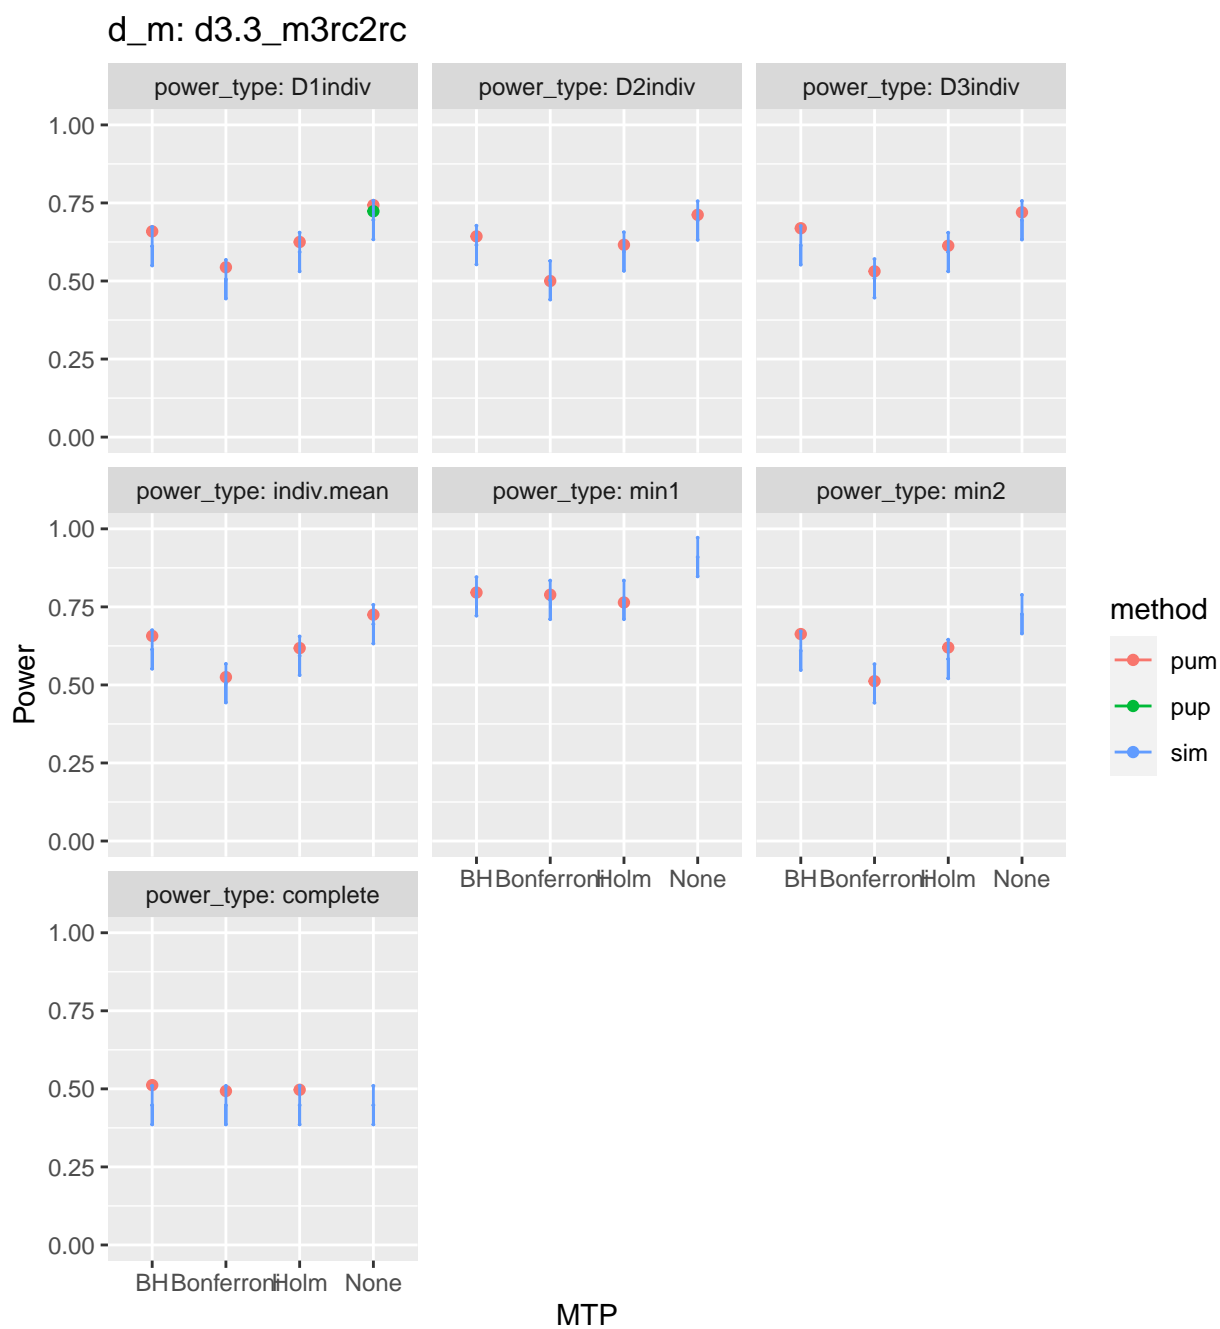 d_m: d3.3_m3rc2rc
power_type: D1indiv
power_type: D2indiv
power_type: D3indiv
1.00
0.75
0.50
0.25
0.00
power_type: indiv.mean
power_type: min1
power_type: min2
1.00
0.75
0.50
0.25
0.00
BH Bonferroni Holm None
BH Bonferroni Holm None
power_type: complete
1.00
0.75
0.50
0.25
0.00
BH Bonferroni Holm None
MTP
Power
method
pum
pup
sim